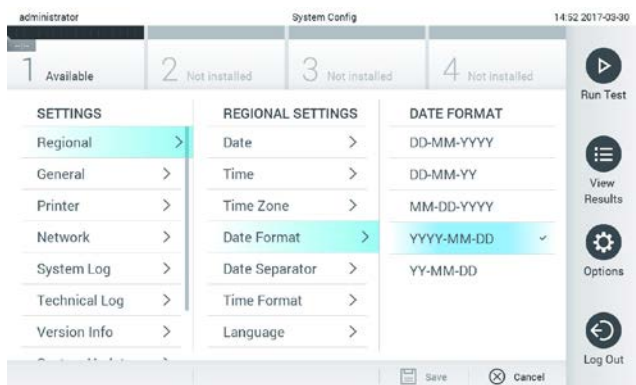 administrator System Config 14:52 2017-03-30
1 Available 2 Not installed 3 Not installed 4 Not installed
Run Test
SETTINGS REGIONAL SETTINGS DATE FORMAT
Regional > Date > DD-MM-YYYY
General > Time > DD-MM-YY
View
Results
Printer > Time Zone > MM-DD-YYYY
Network > Date Format > YYYY-MM-DD
System Log > Date Separator > YY-MM-DD
Options
Technical Log > Time Format >
Version Info > Language >
Log Out
Save Cancel